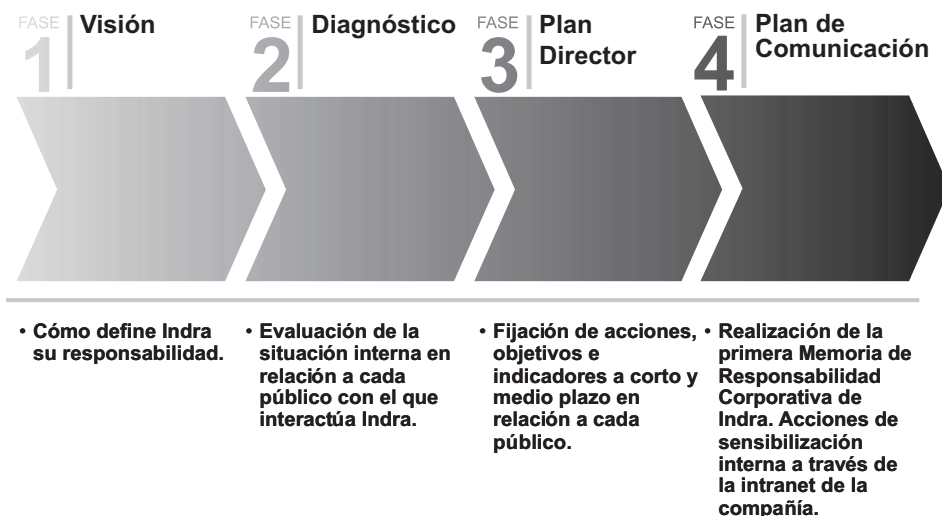 FASE
1
Visión
FASE
2
Diagnóstico
FASE
3
Plan
Director
FASE
4
Plan de
Comunicación
• Cómo define Indra
su responsabilidad.
• Evaluación de la
situación interna en
relación a cada
público con el que
interactúa Indra.
• Fijación de acciones,
objetivos e
indicadores a corto y
medio plazo en
relación a cada
público.
• Realización de la
primera Memoria de
Responsabilidad
Corporativa de
Indra. Acciones de
sensibilización
interna a través de
la intranet de la
compañía.